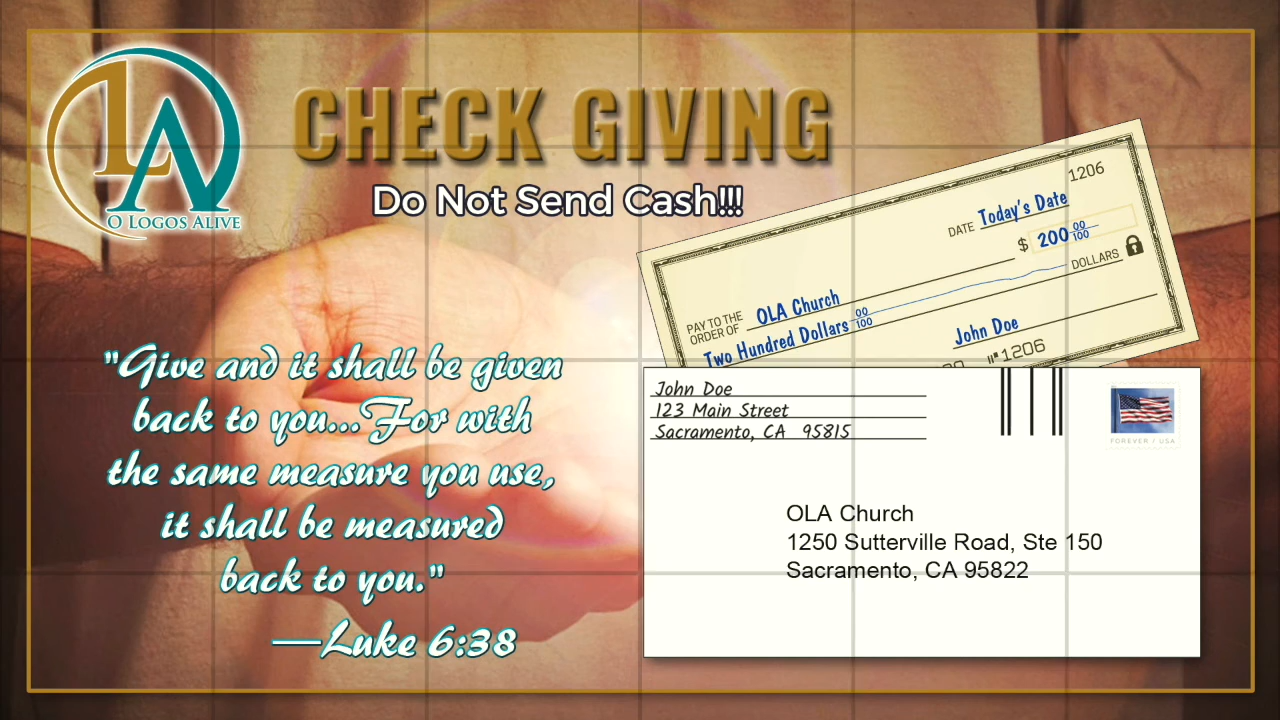 LA
O LOGOS ALIVE
CHECK GIVING
Do Not Send Cash!!!
"Give and it shall be given
back to you...For with
the same measure you use,
it shall be measured
back to you."
—Luke 6:38
1206
DATE Today's Date
$ 200 00/100
PAY TO THE
ORDER OF OLA Church
Two Hundred Dollars 00/100 DOLLARS
John Doe
⑈1206
John Doe
123 Main Street
Sacramento, CA 95815
FOREVER / USA
OLA Church
1250 Sutterville Road, Ste 150
Sacramento, CA 95822